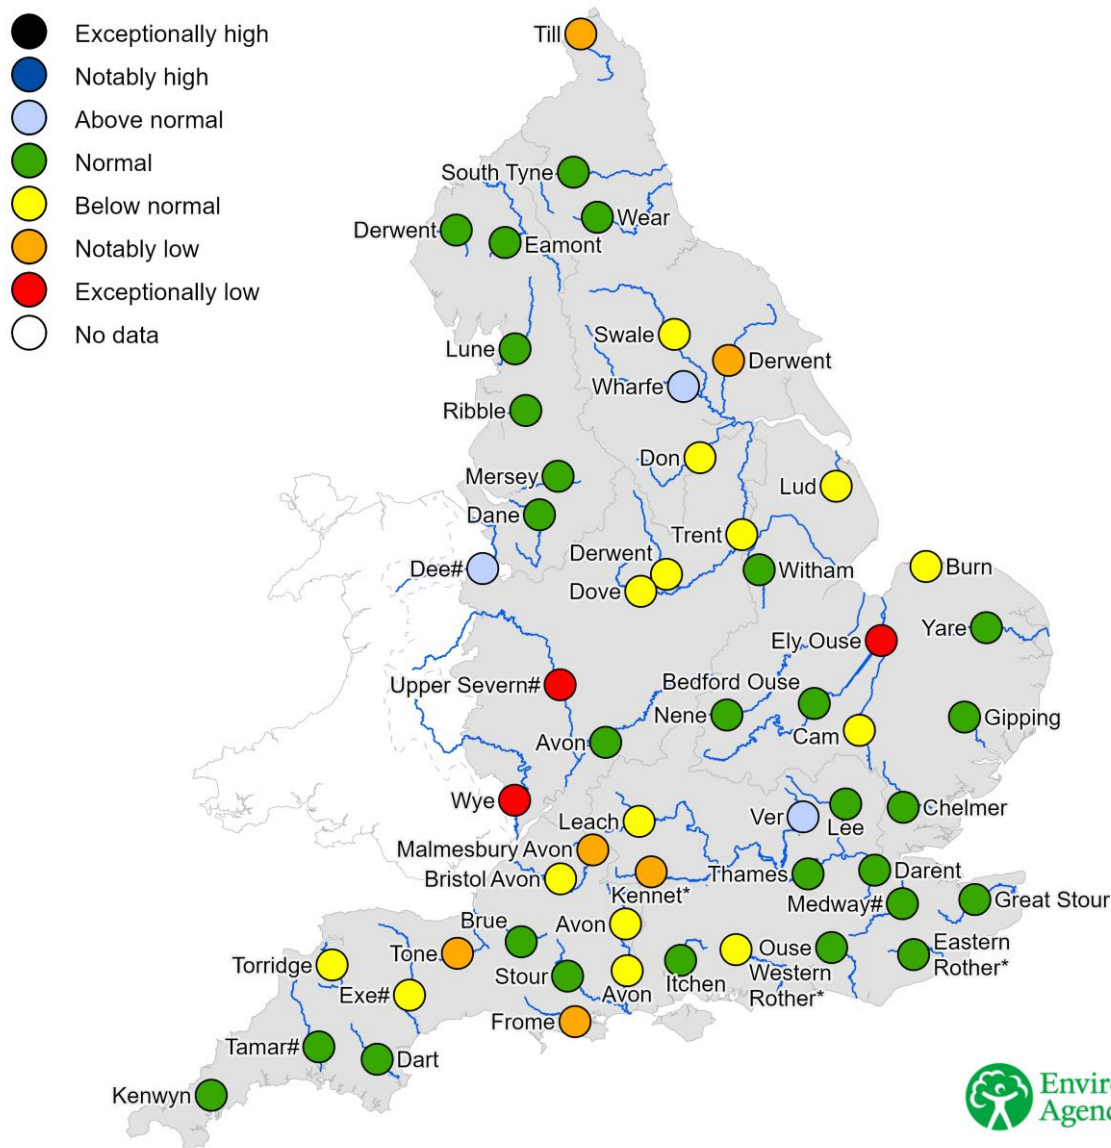 Exceptionally high
Notably high
Above normal
Normal
Below normal
Notably low
Exceptionally low
No data
Till
South Tyne
Wear
Derwent
Eamont
Swale
Lune
Derwent
Wharfe
Ribble
Don
Mersey
Lud
Dane
Trent
Derwent
Dee#
Witham
Burn
Dove
Yare
Ely Ouse
Upper Severn#
Bedford Ouse
Nene
Gipping
Cam
Avon
Wye
Leach
Ver
Lee
Chelmer
Malmesbury Avon
Bristol Avon
Kennet*
Thames
Darent
Medway#
Great Stour
Brue
Avon
Tone
Ouse
Eastern
Rother*
Torridge
Stour
Itchen
Western
Rother*
Exe#
Avon
Frome
Tamar#
Dart
Kenwyn
Enviro
Agenc